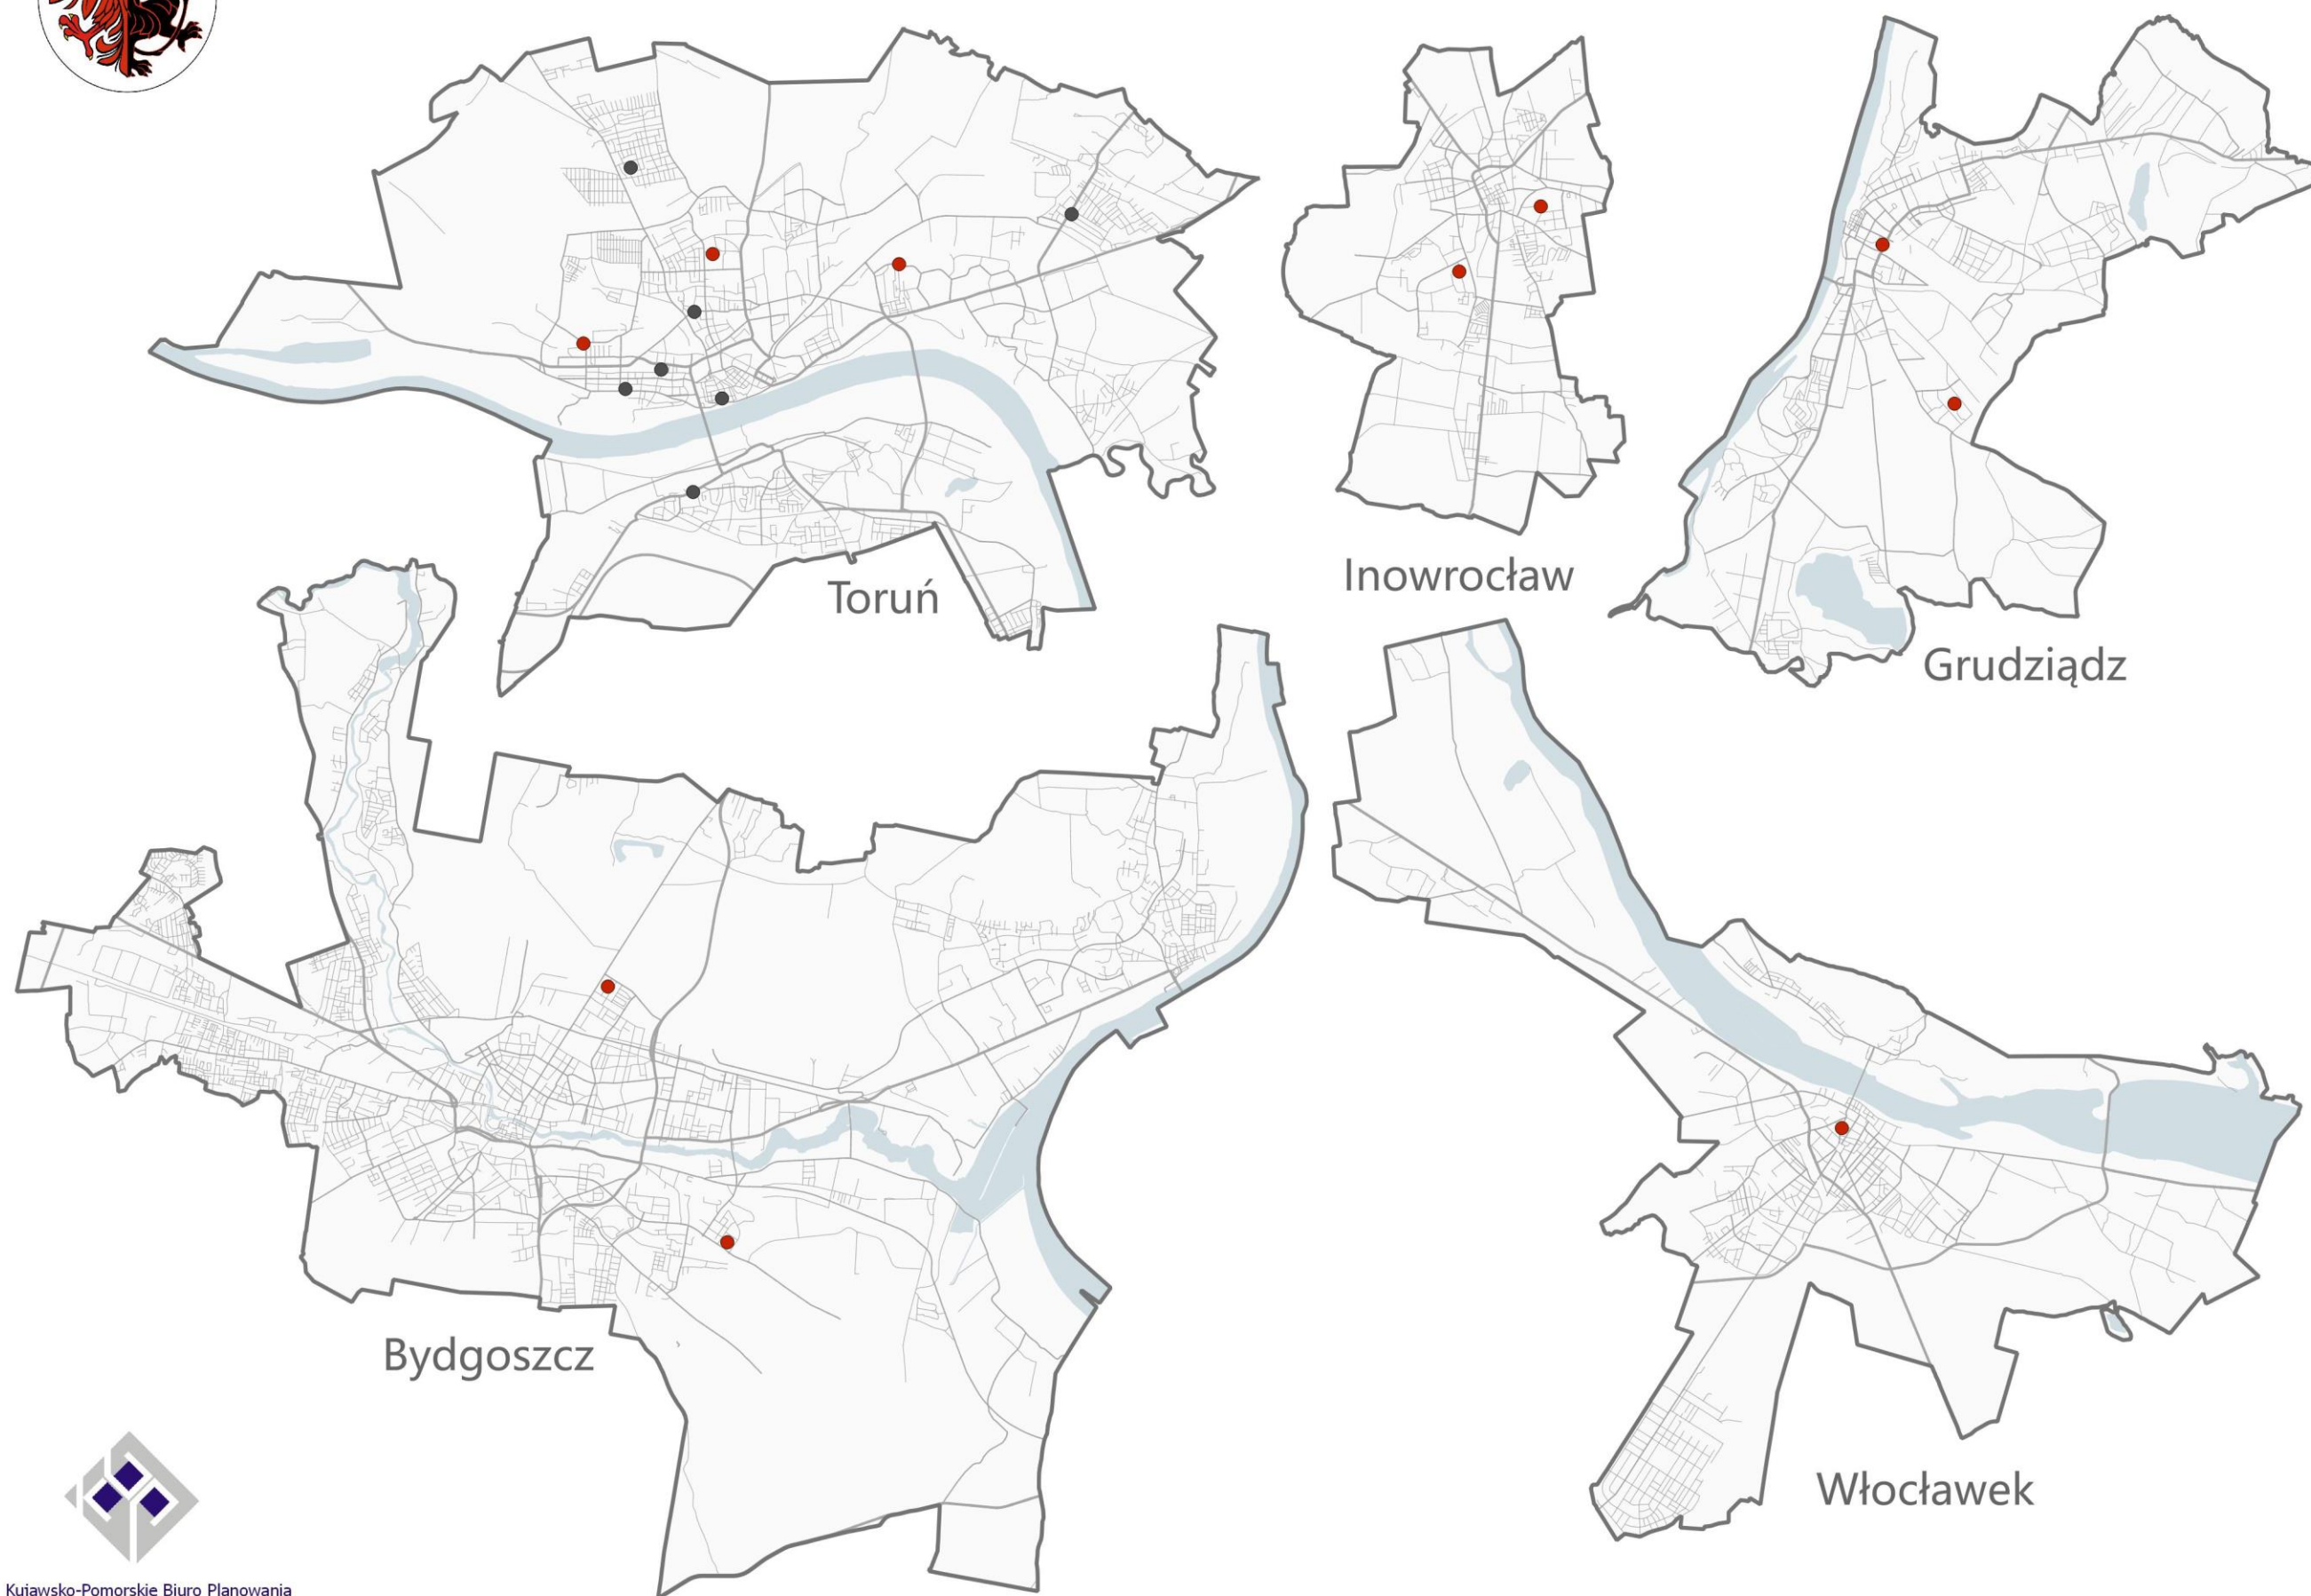 Toruń
Inowrocław
Grudziądz
Bydgoszcz
Włocławek
Kujawsko-Pomorskie Biuro Planowania